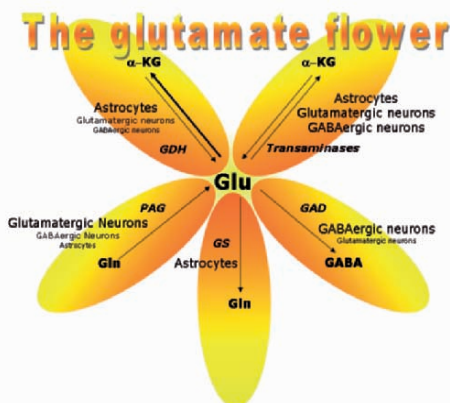 The glutamate flower
α-KG
α-KG
Astrocytes
Glutamatergic neurons
GABAergic neurons
GDH
Astrocytes
Glutamatergic neurons
GABAergic neurons
Transaminases
Glu
PAG
Glutamatergic Neurons
GABAergic Neurons
Astrocytes
Gln
GS
Astrocytes
Gln
GAD
GABAergic neurons
Glutamatergic neurons
GABA